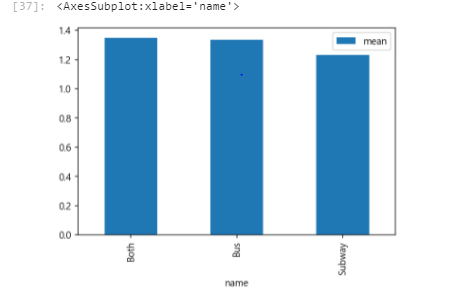 [37]: <AxesSubplot:xlabel='name'>
1.4
mean
1.2
1.0
0.8
0.6
0.4
0.2
0.0
Both
Bus
Subway
name